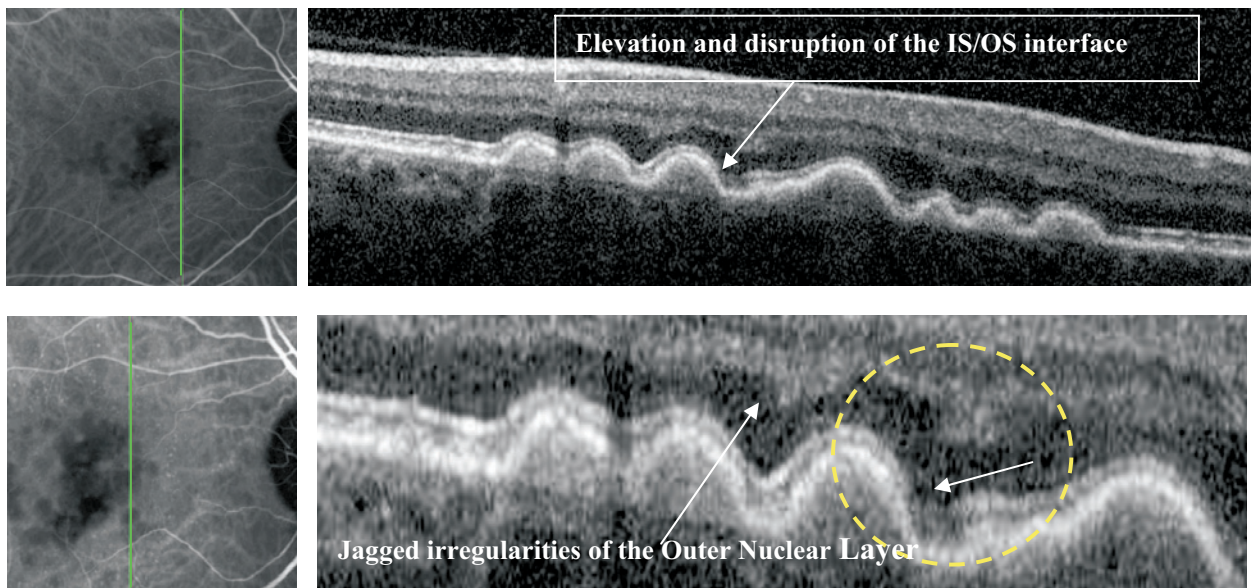 Elevation and disruption of the IS/OS interface
Jagged irregularities of the Outer Nuclear Layer